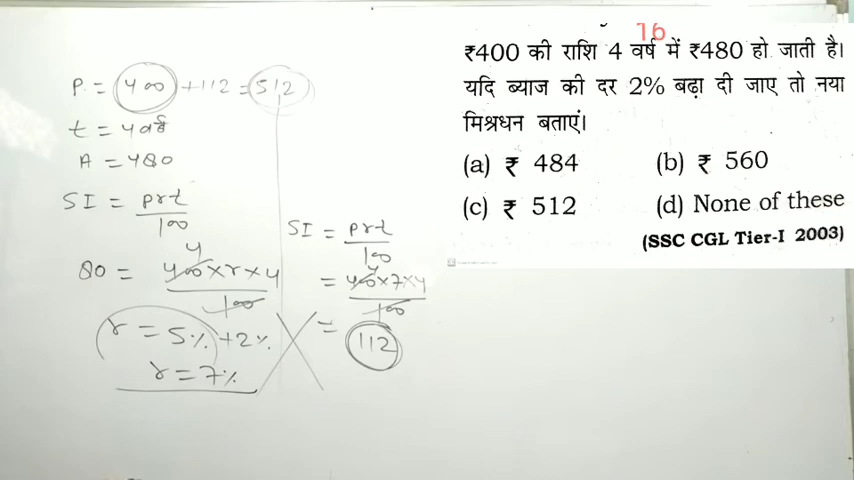 16
₹400 की राशि 4 वर्ष में ₹480 हो जाती है।
यदि ब्याज की दर 2% बढ़ा दी जाए तो नया
मिश्रधन बताएं।
(a) ₹ 484 (b) ₹ 560
(c) ₹ 512 (d) None of these
(SSC CGL Tier-I 2003)
P = 400 +112 = 512
t = 4 वर्ष
A = 480
SI = prt
100
4
80 = 400 × r × 4
100
r = 5% +2%
r = 7%
SI = prt
100
4
= 400 × 7 × 4
100
= 112